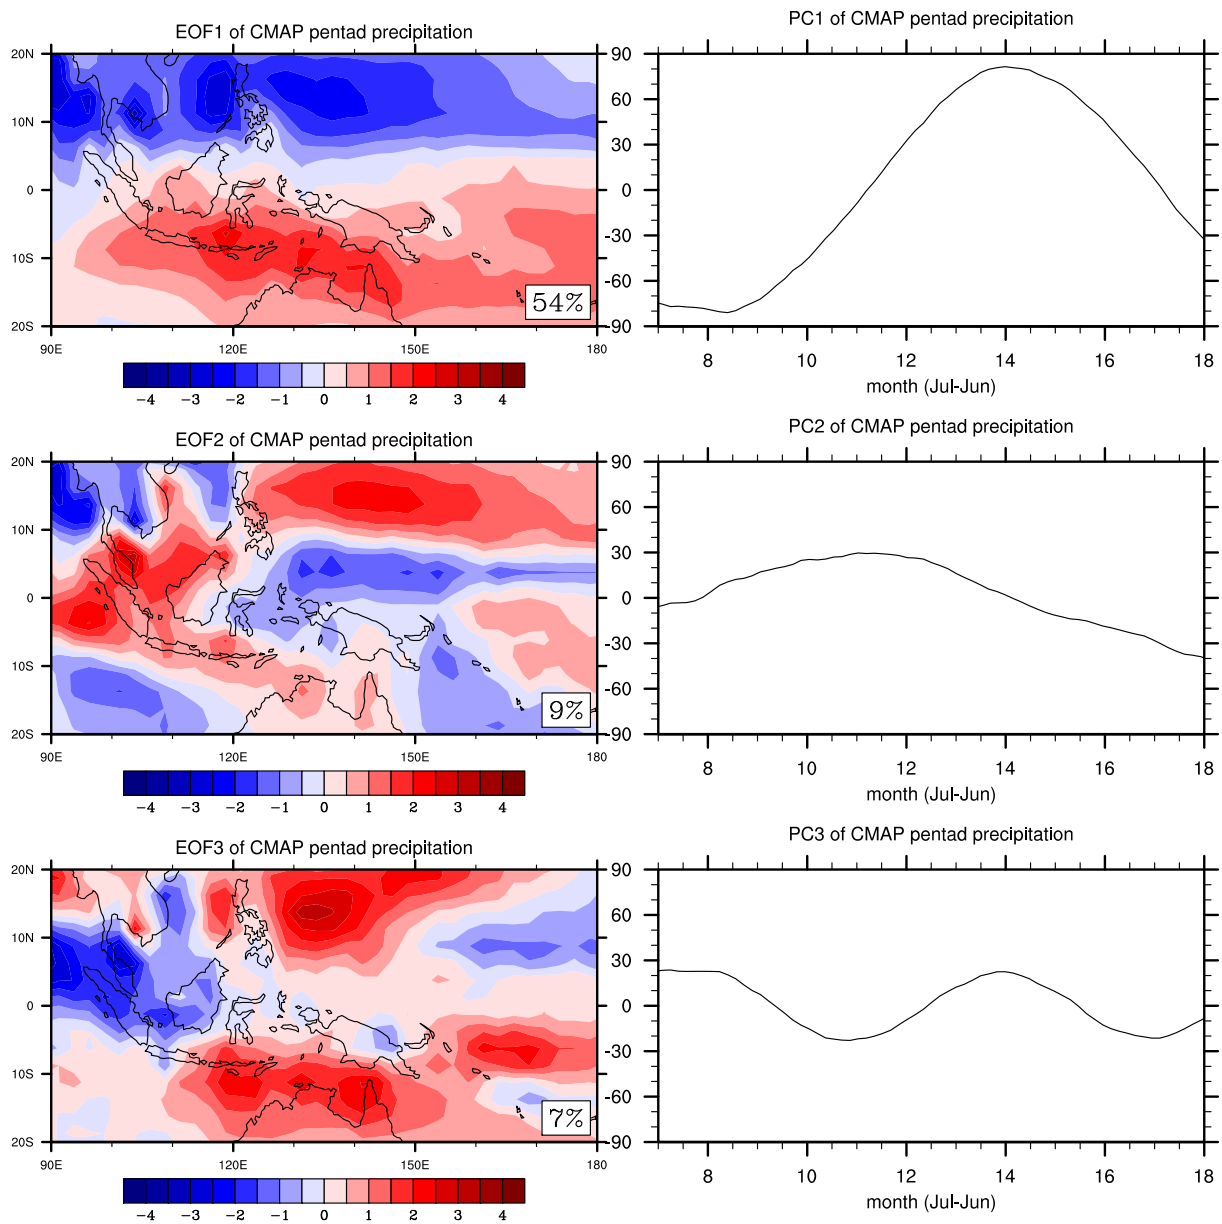 EOF1 of CMAP pentad precipitation
20N
10N
0
10S
20S
90E 120E 150E 180
54%
-4 -3 -2 -1 0 1 2 3 4
PC1 of CMAP pentad precipitation
90
60
30
0
-30
-60
-90
8 10 12 14 16 18
month (Jul-Jun)
EOF2 of CMAP pentad precipitation
20N
10N
0
10S
20S
90E 120E 150E 180
9%
-4 -3 -2 -1 0 1 2 3 4
PC2 of CMAP pentad precipitation
90
60
30
0
-30
-60
-90
8 10 12 14 16 18
month (Jul-Jun)
EOF3 of CMAP pentad precipitation
20N
10N
0
10S
20S
90E 120E 150E 180
7%
-4 -3 -2 -1 0 1 2 3 4
PC3 of CMAP pentad precipitation
90
60
30
0
-30
-60
-90
8 10 12 14 16 18
month (Jul-Jun)